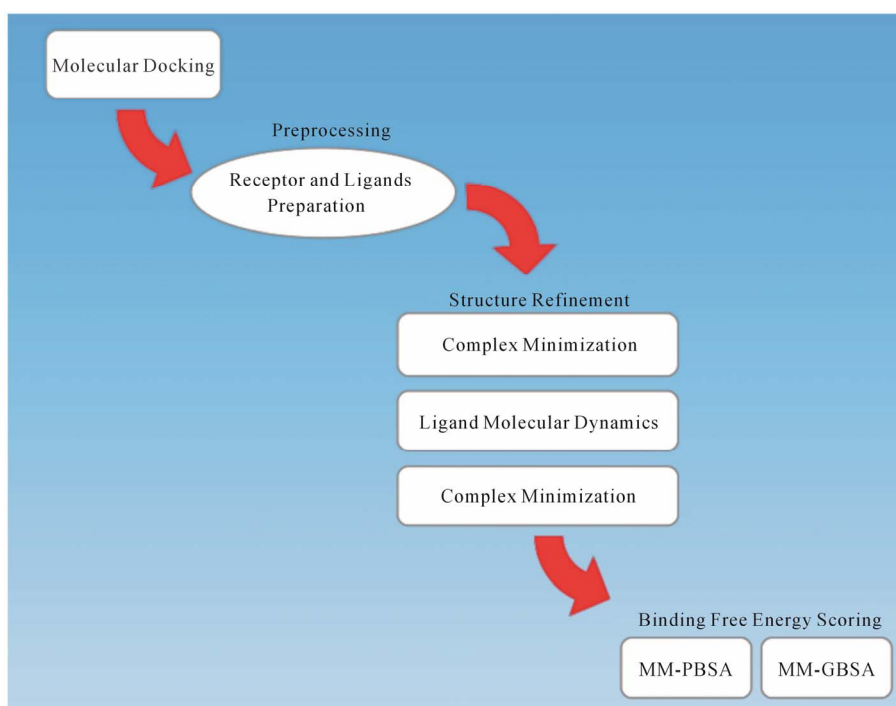 Molecular Docking
Preprocessing
Receptor and Ligands
Preparation
Structure Refinement
Complex Minimization
Ligand Molecular Dynamics
Complex Minimization
Binding Free Energy Scoring
MM-PBSA
MM-GBSA